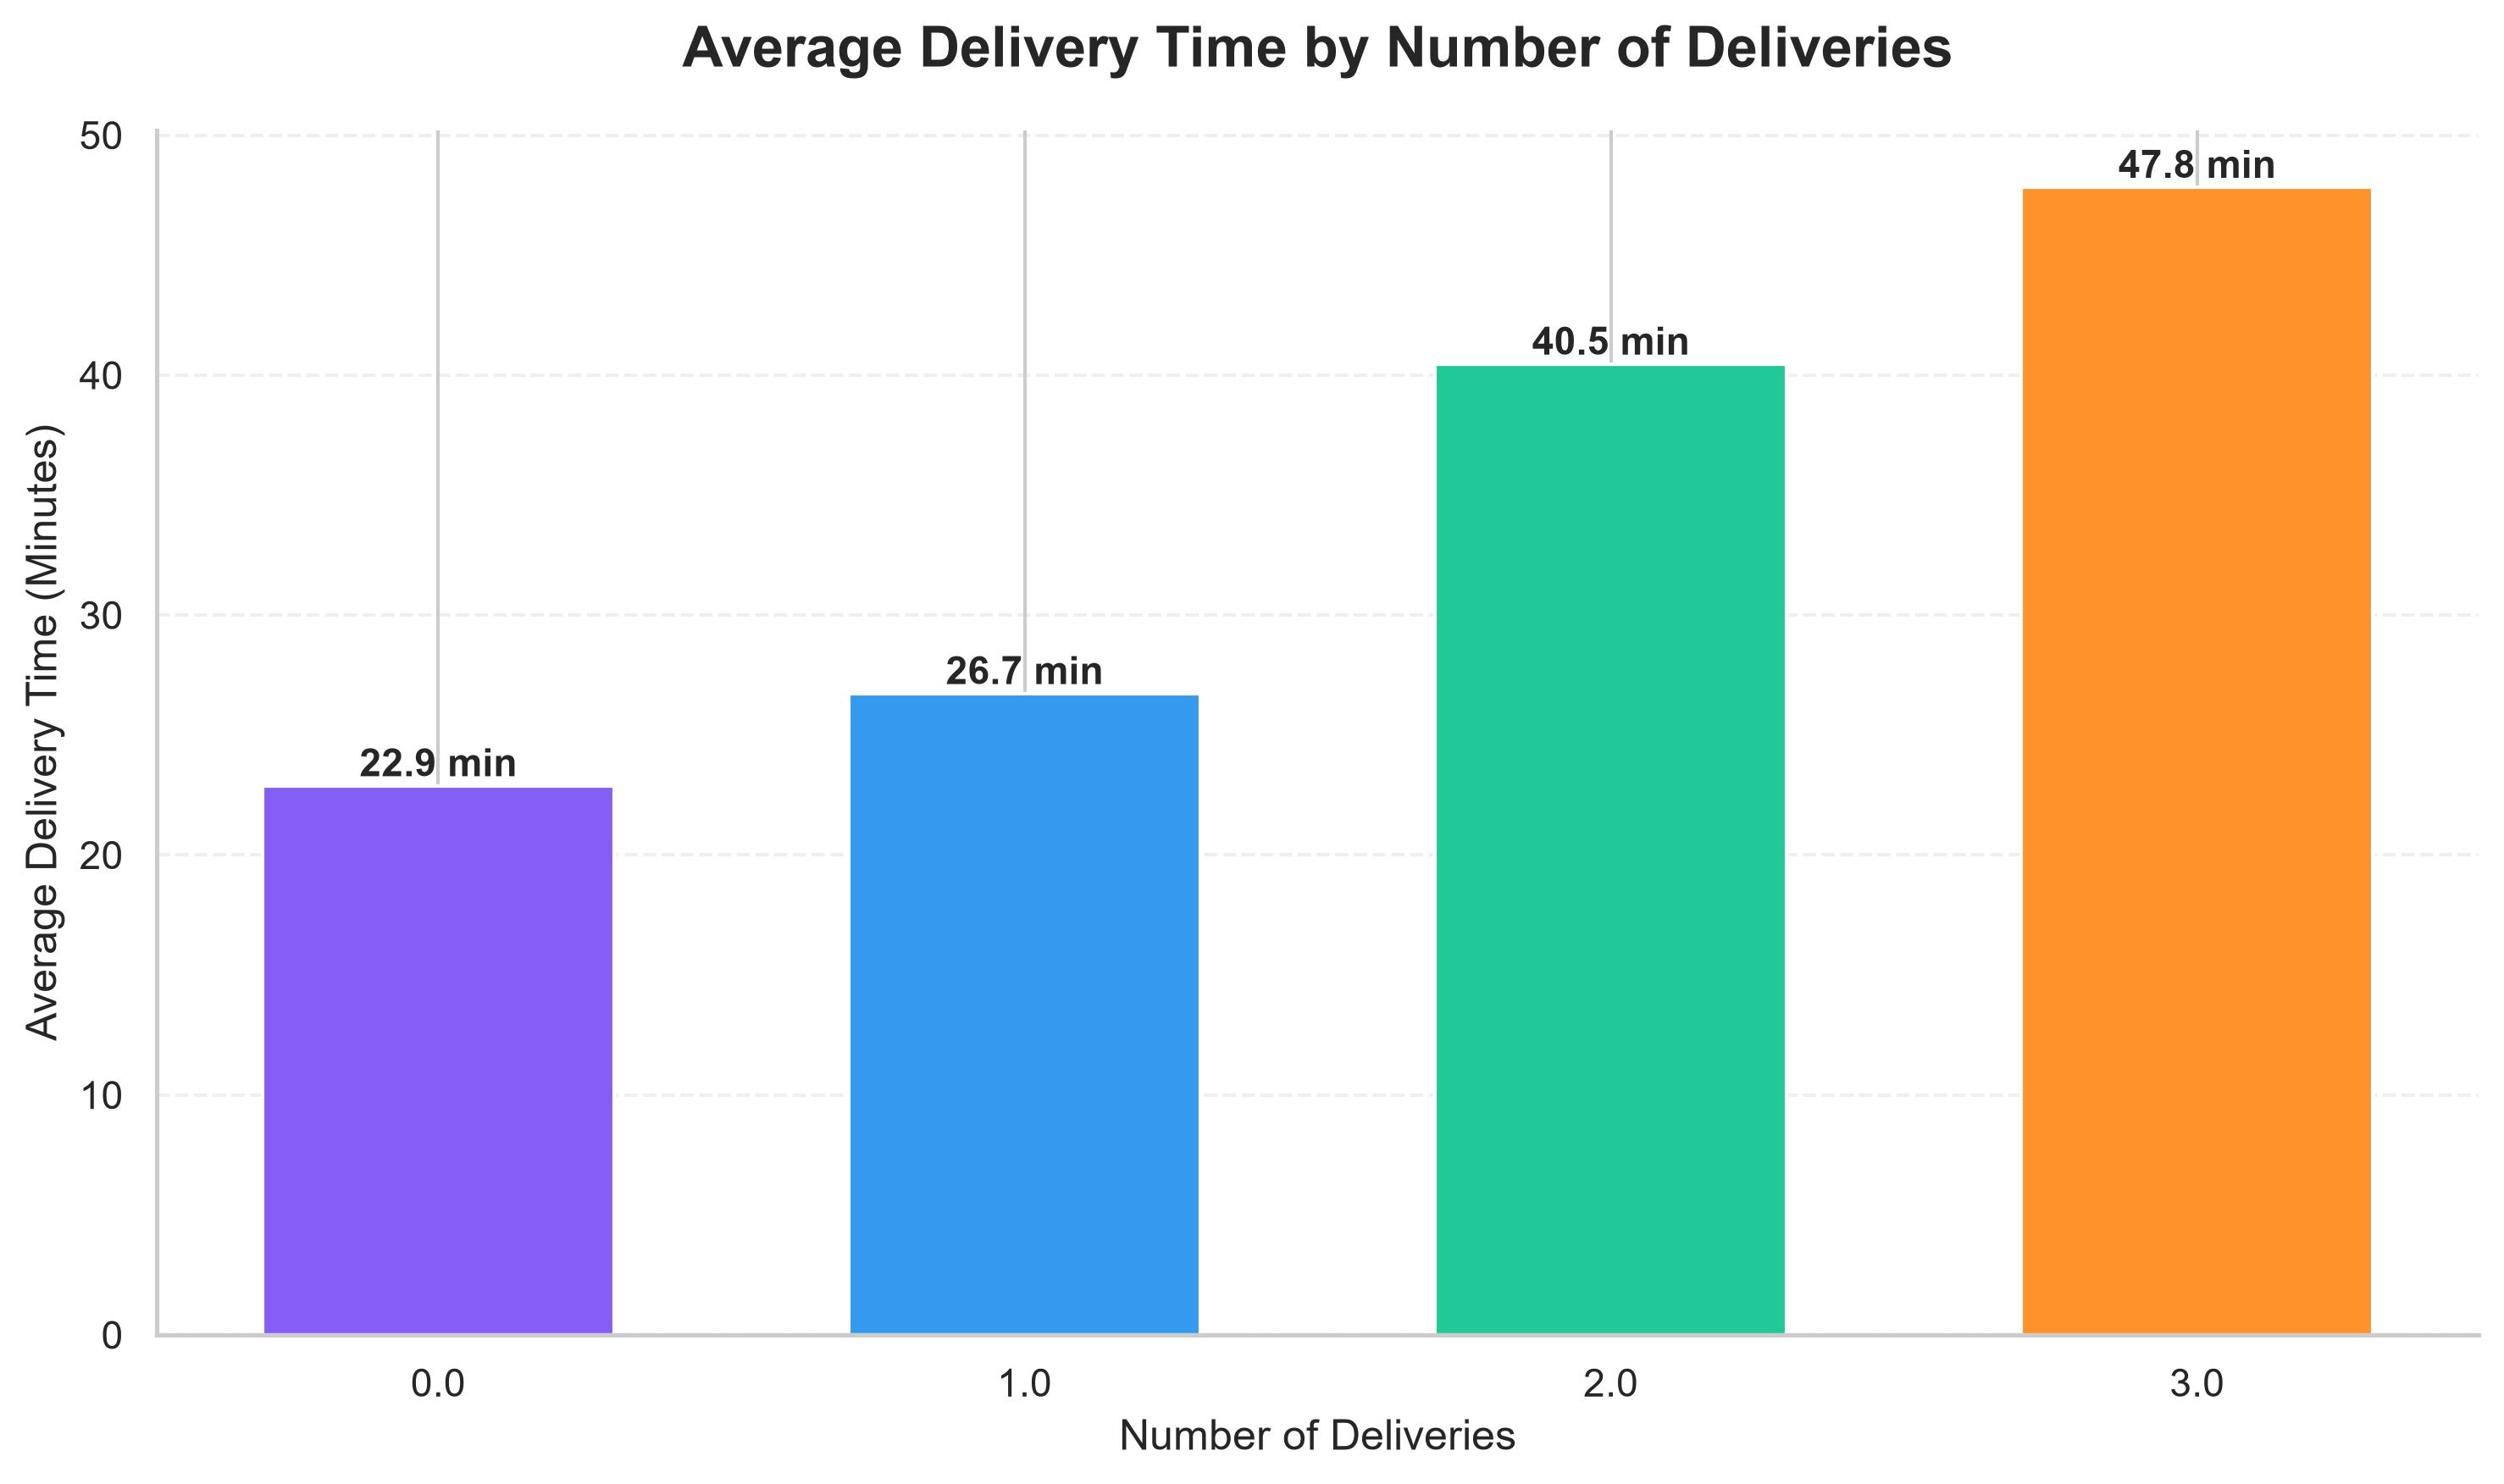 Average Delivery Time by Number of Deliveries
Average Delivery Time (Minutes)
50
40
30
20
10
0
22.9 min
26.7 min
40.5 min
47.8 min
0.0
1.0
2.0
3.0
Number of Deliveries